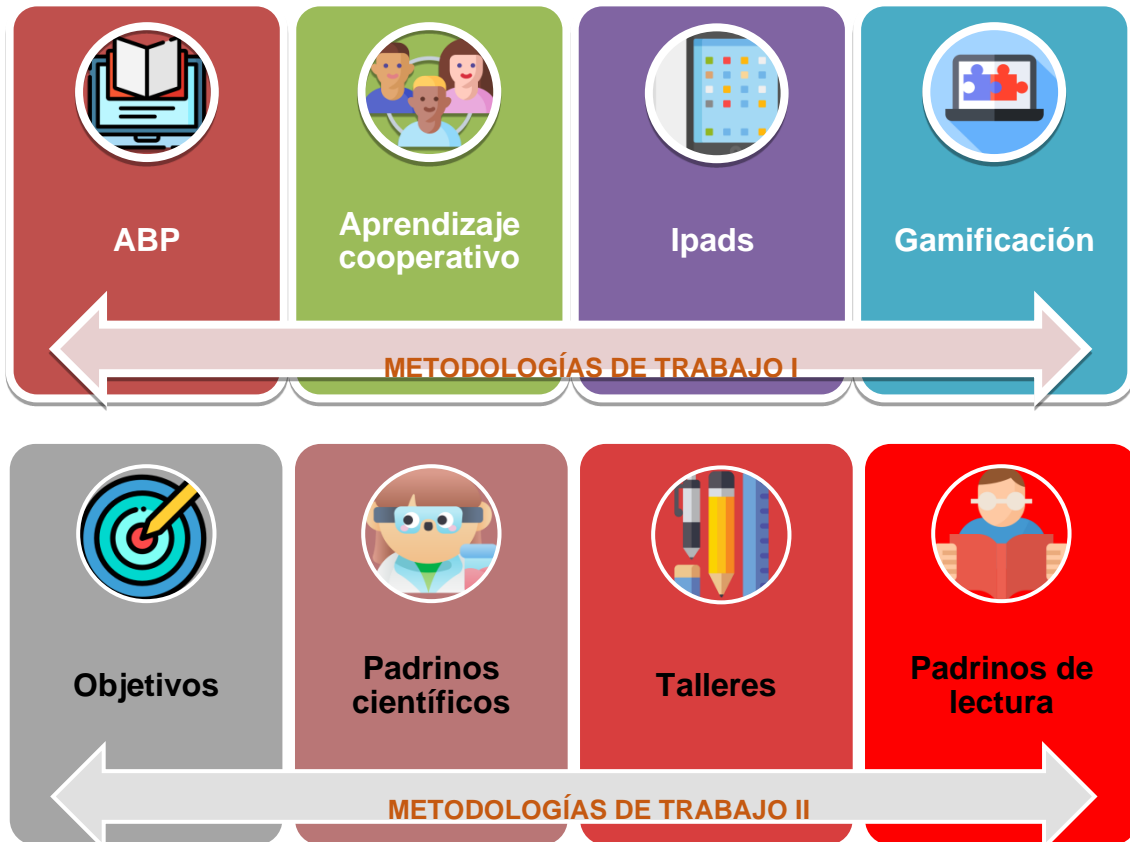 ABP
Aprendizaje
cooperativo
Ipads
Gamificación
METODOLOGÍAS DE TRABAJO I
Objetivos
Padrinos
científicos
Talleres
Padrinos de
lectura
METODOLOGÍAS DE TRABAJO II